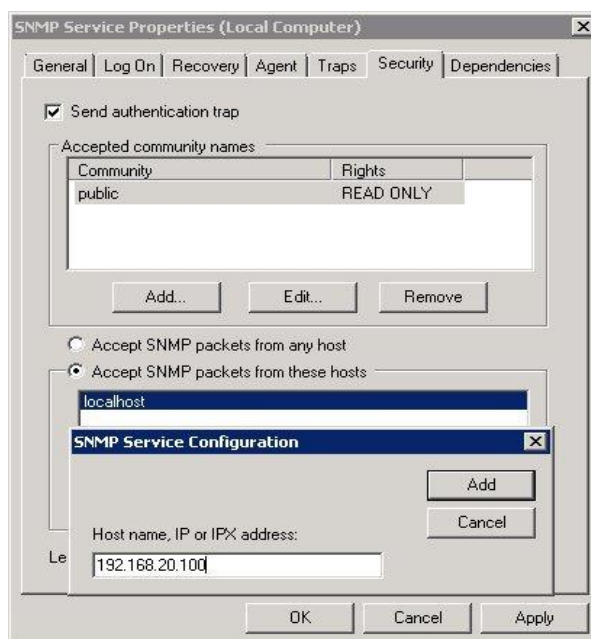 SNMP Service Properties (Local Computer)
General Log On Recovery Agent Traps Security Dependencies
Send authentication trap
Accepted community names
Community Rights
public READ ONLY
Add... Edit... Remove
Accept SNMP packets from any host
Accept SNMP packets from these hosts
localhost
SNMP Service Configuration
Add
Cancel
Host name, IP or IPX address:
Le
192.168.20.100
OK Cancel Apply